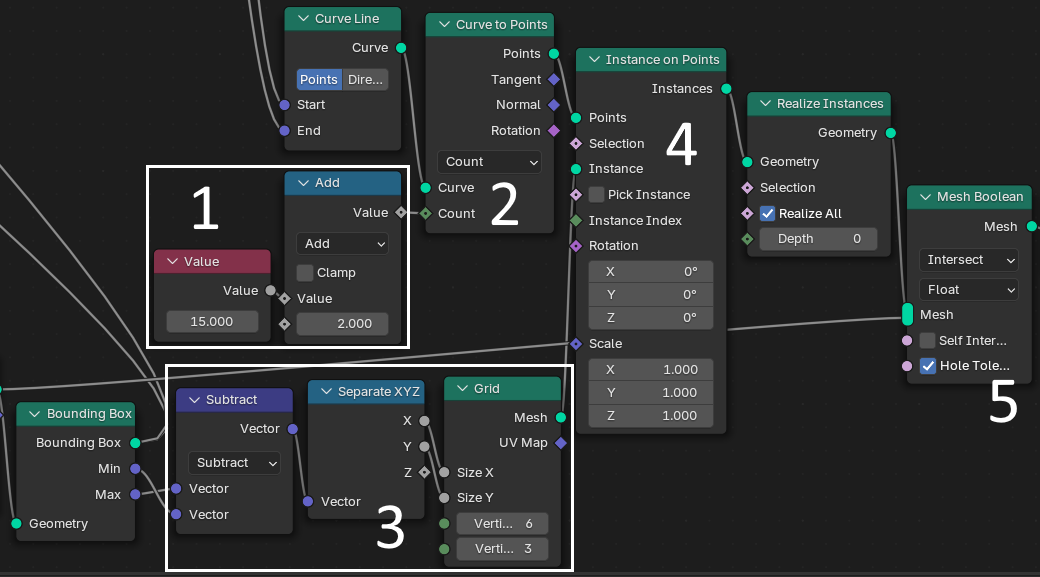 Curve Line
Curve
Points Dire...
Start
End
Curve to Points
Points
Tangent
Normal
Rotation
Count
Curve
Count
2
Instance on Points
Instances
Points
Selection
Instance
Pick Instance
Instance Index
Rotation
X 0°
Y 0°
Z 0°
Scale
X 1.000
Y 1.000
Z 1.000
4
Realize Instances
Geometry
Geometry
Selection
Realize All
Depth 0
Mesh Boolean
Mesh
Intersect
Float
Mesh
Self Inter...
Hole Tole...
5
1
Value
Value
15.000
Add
Value
Add
Clamp
Value
2.000
Bounding Box
Bounding Box
Min
Max
Geometry
Subtract
Vector
Subtract
Vector
Vector
Separate XYZ
X
Y
Z
Vector
3
Grid
Mesh
UV Map
Size X
Size Y
Verti... 6
Verti... 3